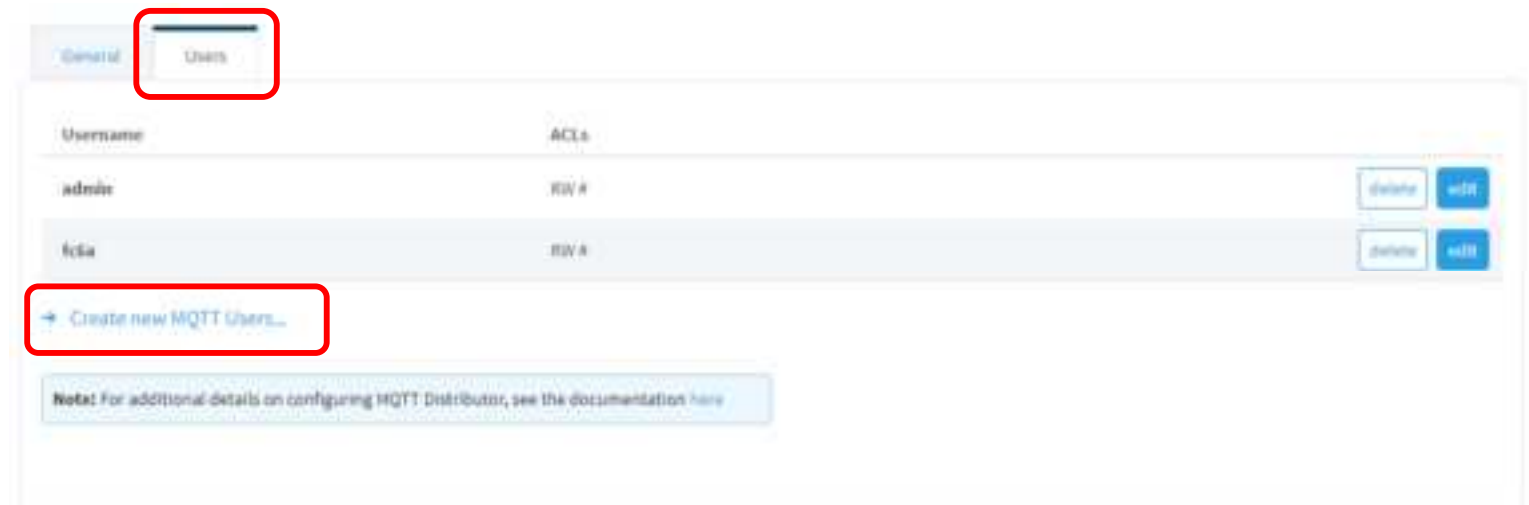 General Users
Username ACLs
admin RW # delete edit
fc6a RW # delete edit
→ Create new MQTT Users...
Note: For additional details on configuring MQTT Distributor, see the documentation here